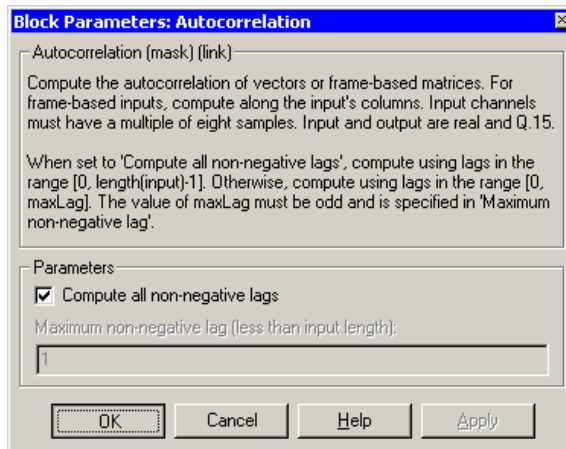 Block Parameters: Autocorrelation
Autocorrelation (mask) (link)
Compute the autocorrelation of vectors or frame-based matrices. For
frame-based inputs, compute along the input's columns. Input channels
must have a multiple of eight samples. Input and output are real and Q.15.
When set to 'Compute all non-negative lags', compute using lags in the
range [0, length(input)-1]. Otherwise, compute using lags in the range [0,
maxLag]. The value of maxLag must be odd and is specified in 'Maximum
non-negative lag'.
Parameters
Compute all non-negative lags
Maximum non-negative lag (less than input length):
1
OK Cancel Help Apply